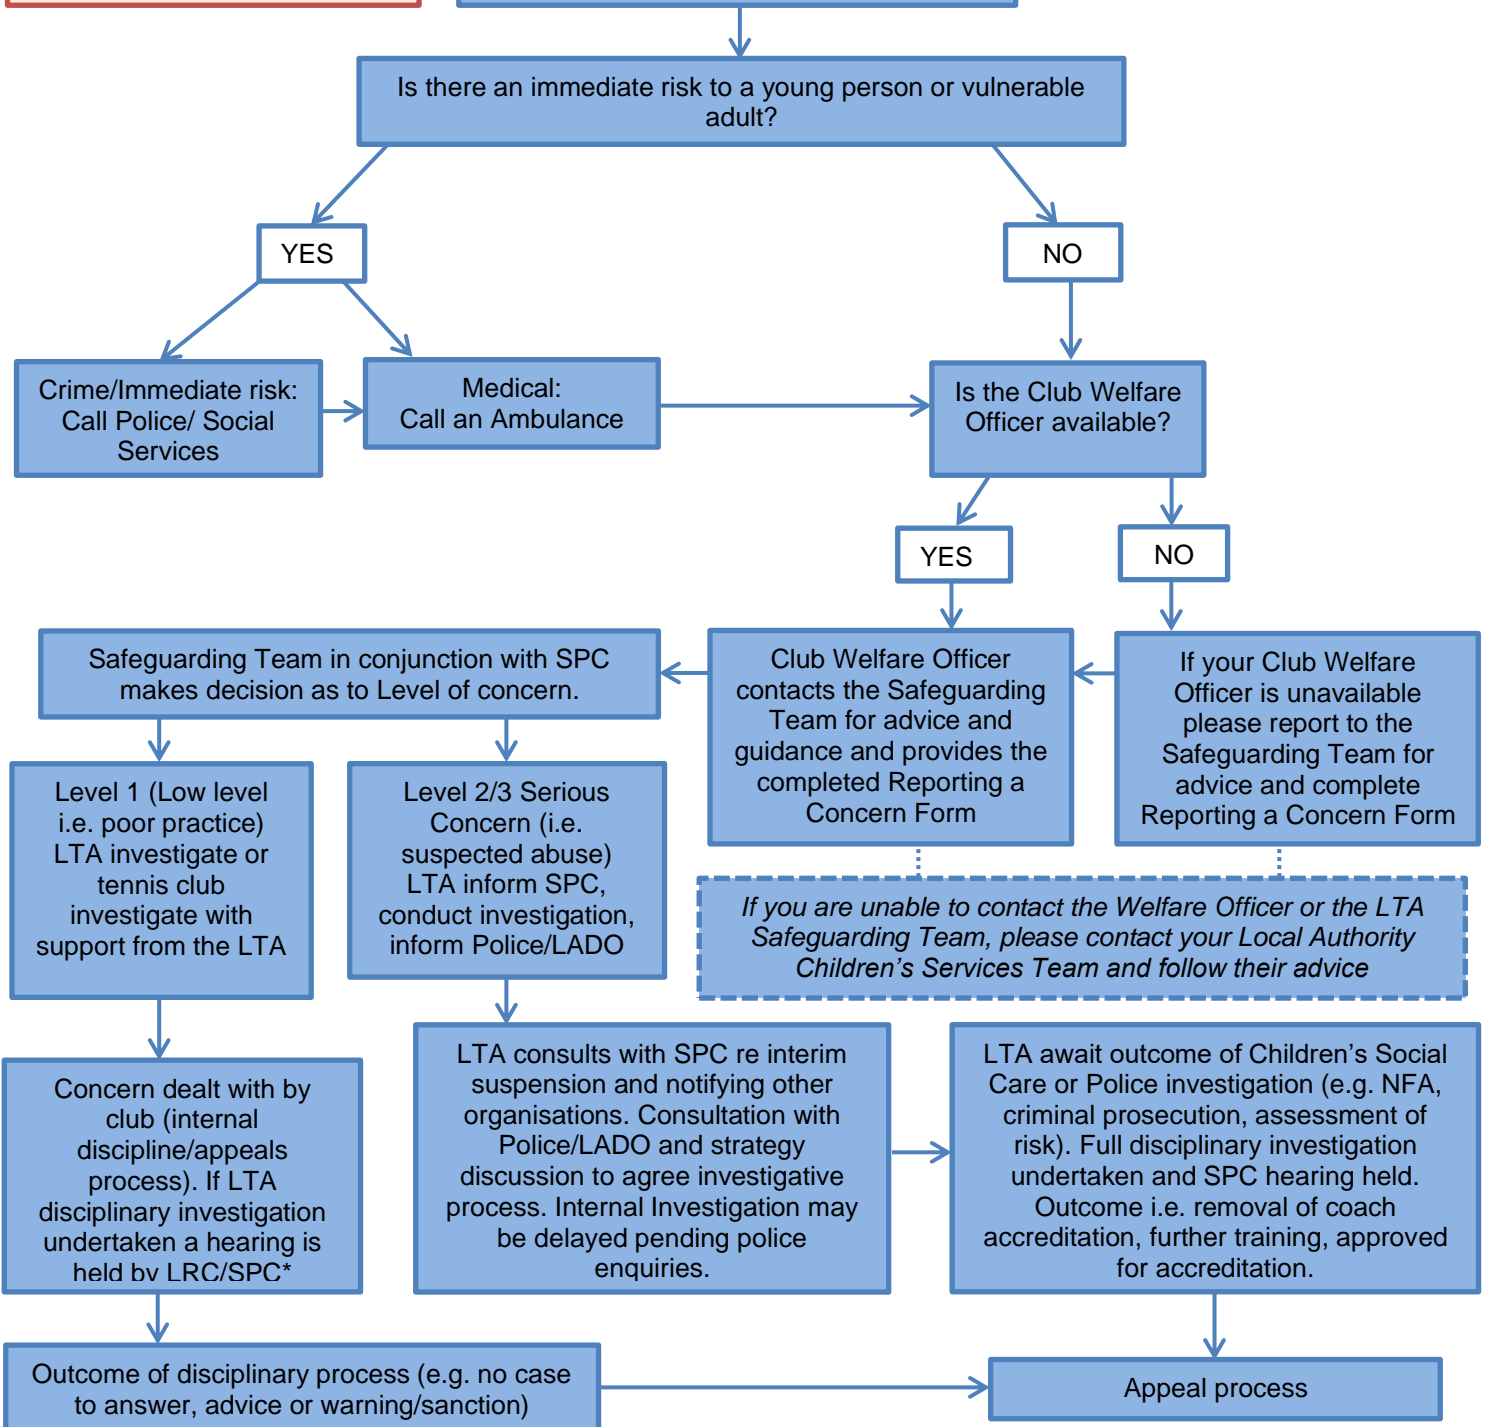 Is there an immediate risk to a young person or vulnerable
adult?
YES
NO
Crime/Immediate risk:
Call Police/ Social
Services
Medical:
Call an Ambulance
Is the Club Welfare
Officer available?
YES
NO
Safeguarding Team in conjunction with SPC
makes decision as to Level of concern.
Club Welfare Officer
contacts the Safeguarding
Team for advice and
guidance and provides the
completed Reporting a
Concern Form
If your Club Welfare
Officer is unavailable
please report to the
Safeguarding Team for
advice and complete
Reporting a Concern Form
Level 1 (Low level
i.e. poor practice)
LTA investigate or
tennis club
investigate with
support from the LTA
Level 2/3 Serious
Concern (i.e.
suspected abuse)
LTA inform SPC,
conduct investigation,
inform Police/LADO
If you are unable to contact the Welfare Officer or the LTA
Safeguarding Team, please contact your Local Authority
Children’s Services Team and follow their advice
Concern dealt with by
club (internal
discipline/appeals
process). If LTA
disciplinary investigation
undertaken a hearing is
held by LRC/SPC*
LTA consults with SPC re interim
suspension and notifying other
organisations. Consultation with
Police/LADO and strategy
discussion to agree investigative
process. Internal Investigation may
be delayed pending police
enquiries.
LTA await outcome of Children’s Social
Care or Police investigation (e.g. NFA,
criminal prosecution, assessment of
risk). Full disciplinary investigation
undertaken and SPC hearing held.
Outcome i.e. removal of coach
accreditation, further training, approved
for accreditation.
Outcome of disciplinary process (e.g. no case
to answer, advice or warning/sanction)
Appeal process